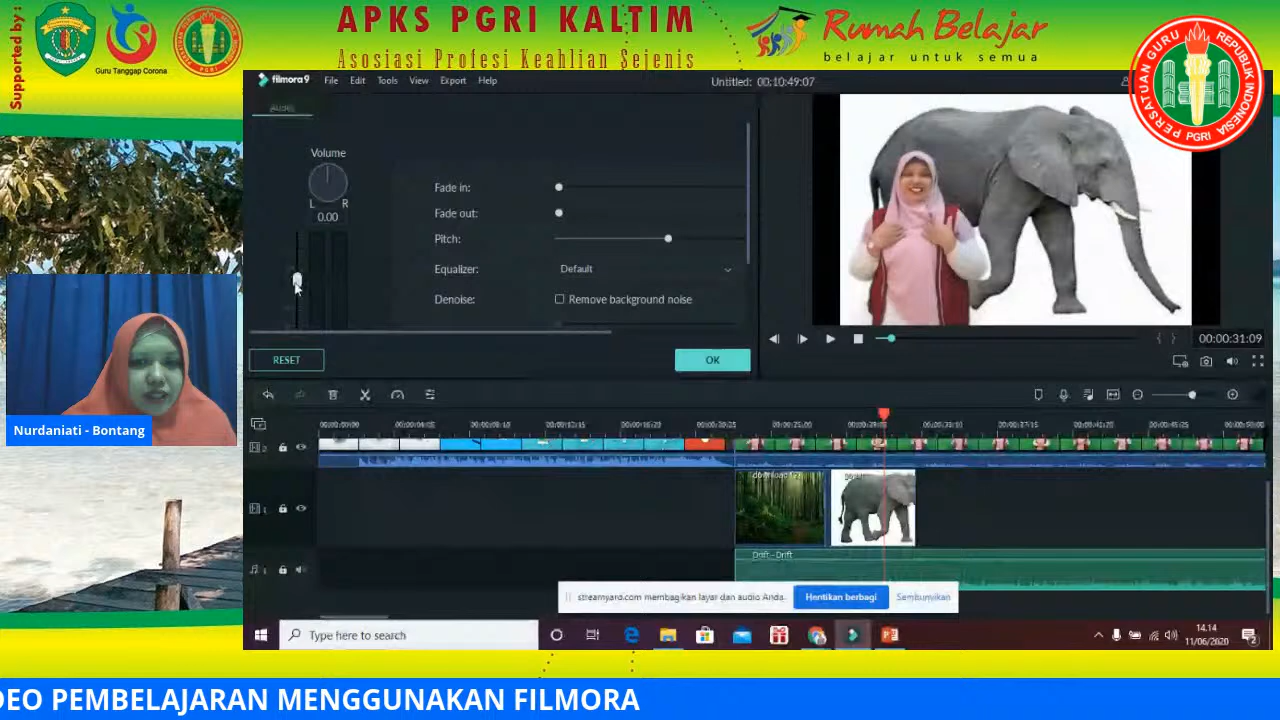 Supported by :
Guru Tanggap Corona
APKS PGRI KALTIM
Asosiasi Profesi Keahlian Sejenis
Rumah Belajar
belajar untuk semua
PERSATUAN GURU REPUBLIK INDONESIA
PGRI
filmora9 File Edit Tools View Export Help
Untitled: 00:10:49:07
Audio
Volume
L R
0.00
Fade in:
Fade out:
Pitch:
Equalizer: Default
Denoise: Remove background noise
RESET
OK
00:00:31:09
Nurdaniati - Bontang
Drift - Drift
streamyard.com membagikan layar dan audio Anda.
Hentikan berbagi
Sembunyikan
Type here to search
14.14
11/06/2020
2
DEO PEMBELAJARAN MENGGUNAKAN FILMORA